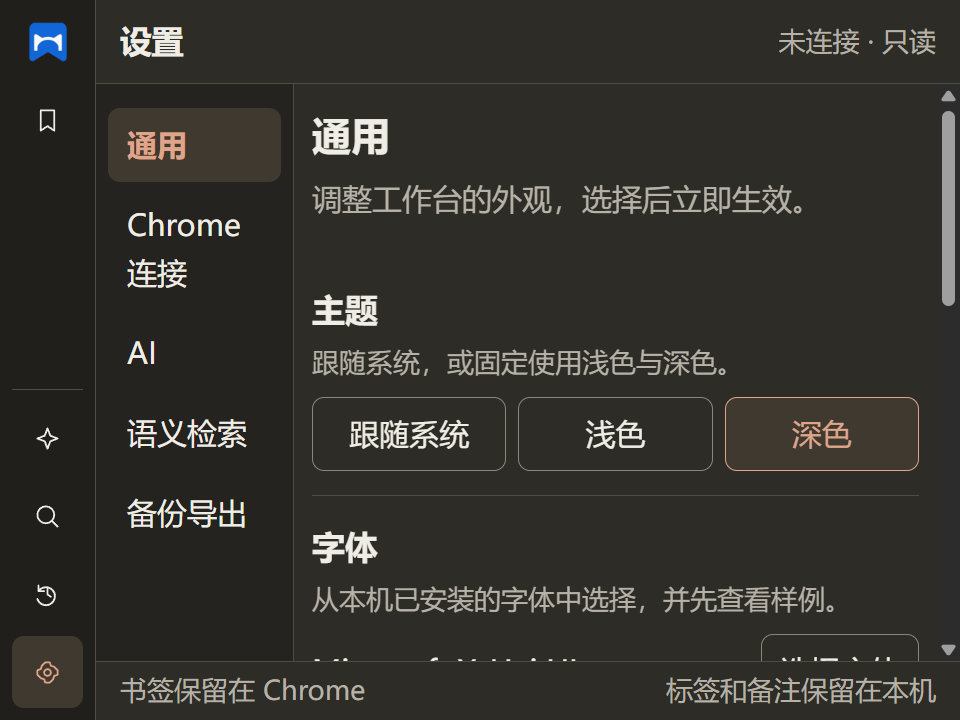 设置
未连接 · 只读
通用
Chrome
连接
AI
语义检索
备份导出
通用
调整工作台的外观，选择后立即生效。
主题
跟随系统，或固定使用浅色与深色。
跟随系统
浅色
深色
字体
从本机已安装的字体中选择，并先查看样例。
书签保留在 Chrome
标签和备注保留在本机